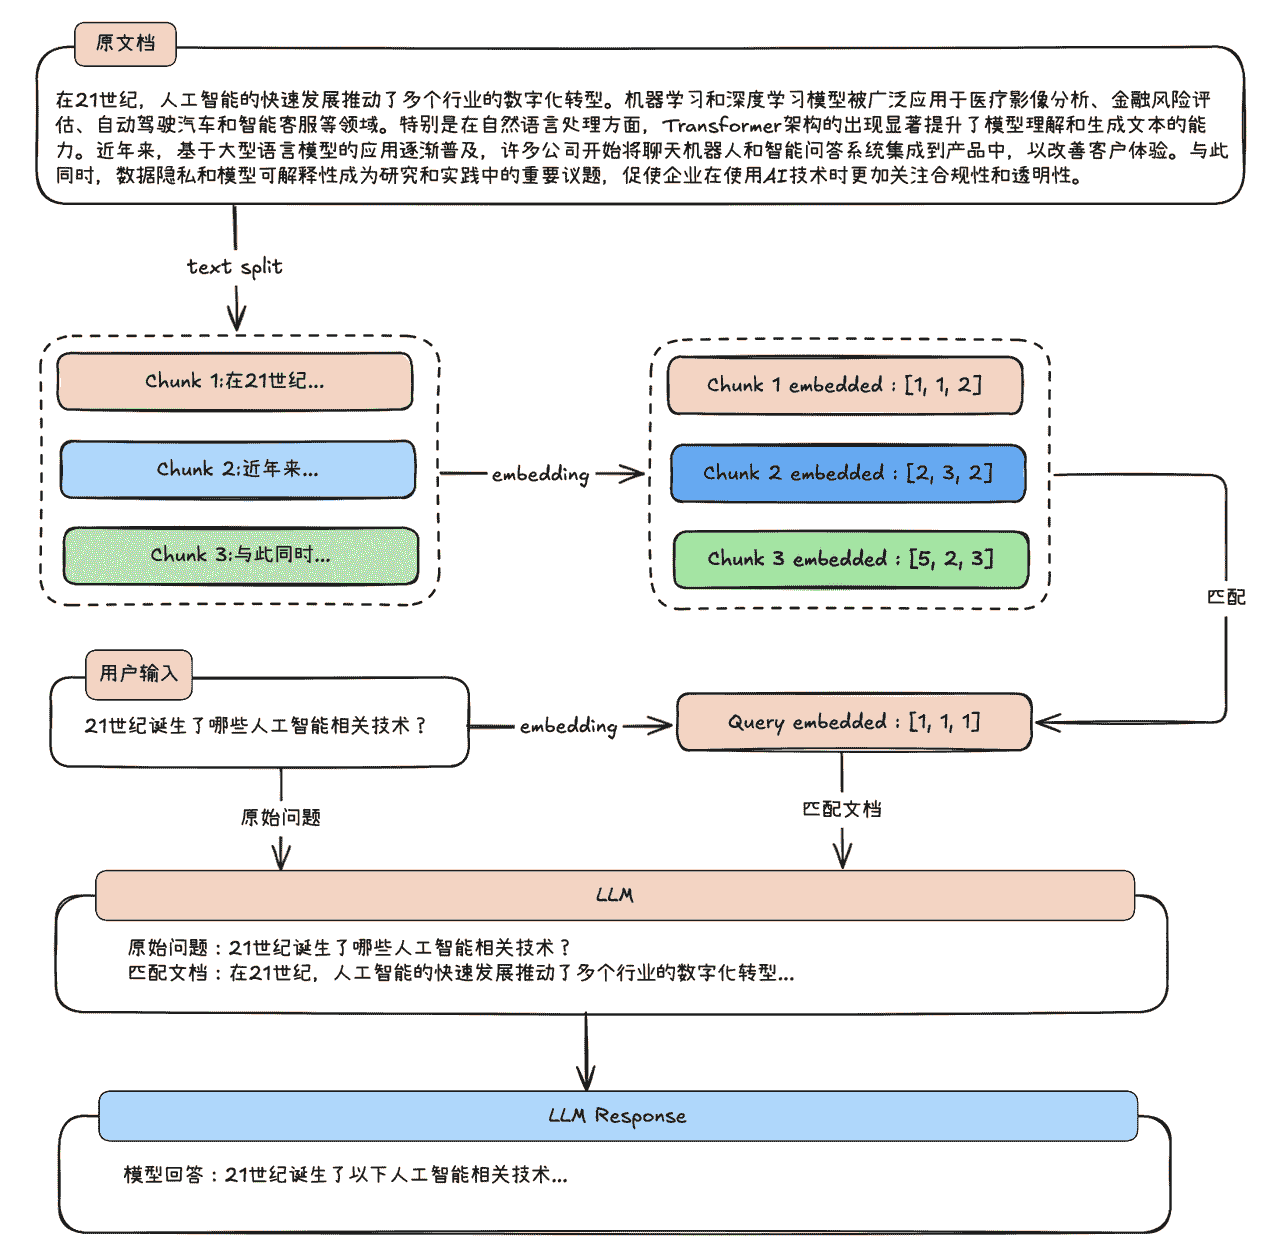 原文档
在21世纪，人工智能的快速发展推动了多个行业的数字化转型。机器学习和深度学习模型被广泛应用于医疗影像分析、金融风险评
估、自动驾驶汽车和智能客服等领域。特别是在自然语言处理方面，Transformer架构的出现显著提升了模型理解和生成文本的能
力。近年来，基于大型语言模型的应用逐渐普及，许多公司开始将聊天机器人和智能问答系统集成到产品中，以改善客户体验。与此
同时，数据隐私和模型可解释性成为研究和实践中的重要议题，促使企业在使用AI技术时更加关注合规性和透明性。
text split
Chunk 1:在21世纪...
Chunk 2:近年来...
Chunk 3:与此同时...
embedding
Chunk 1 embedded : [1, 1, 2]
Chunk 2 embedded : [2, 3, 2]
Chunk 3 embedded : [5, 2, 3]
匹配
用户输入
21世纪诞生了哪些人工智能相关技术？
embedding
Query embedded : [1, 1, 1]
原始问题
匹配文档
LLM
原始问题：21世纪诞生了哪些人工智能相关技术？
匹配文档：在21世纪，人工智能的快速发展推动了多个行业的数字化转型...
LLM Response
模型回答：21世纪诞生了以下人工智能相关技术...